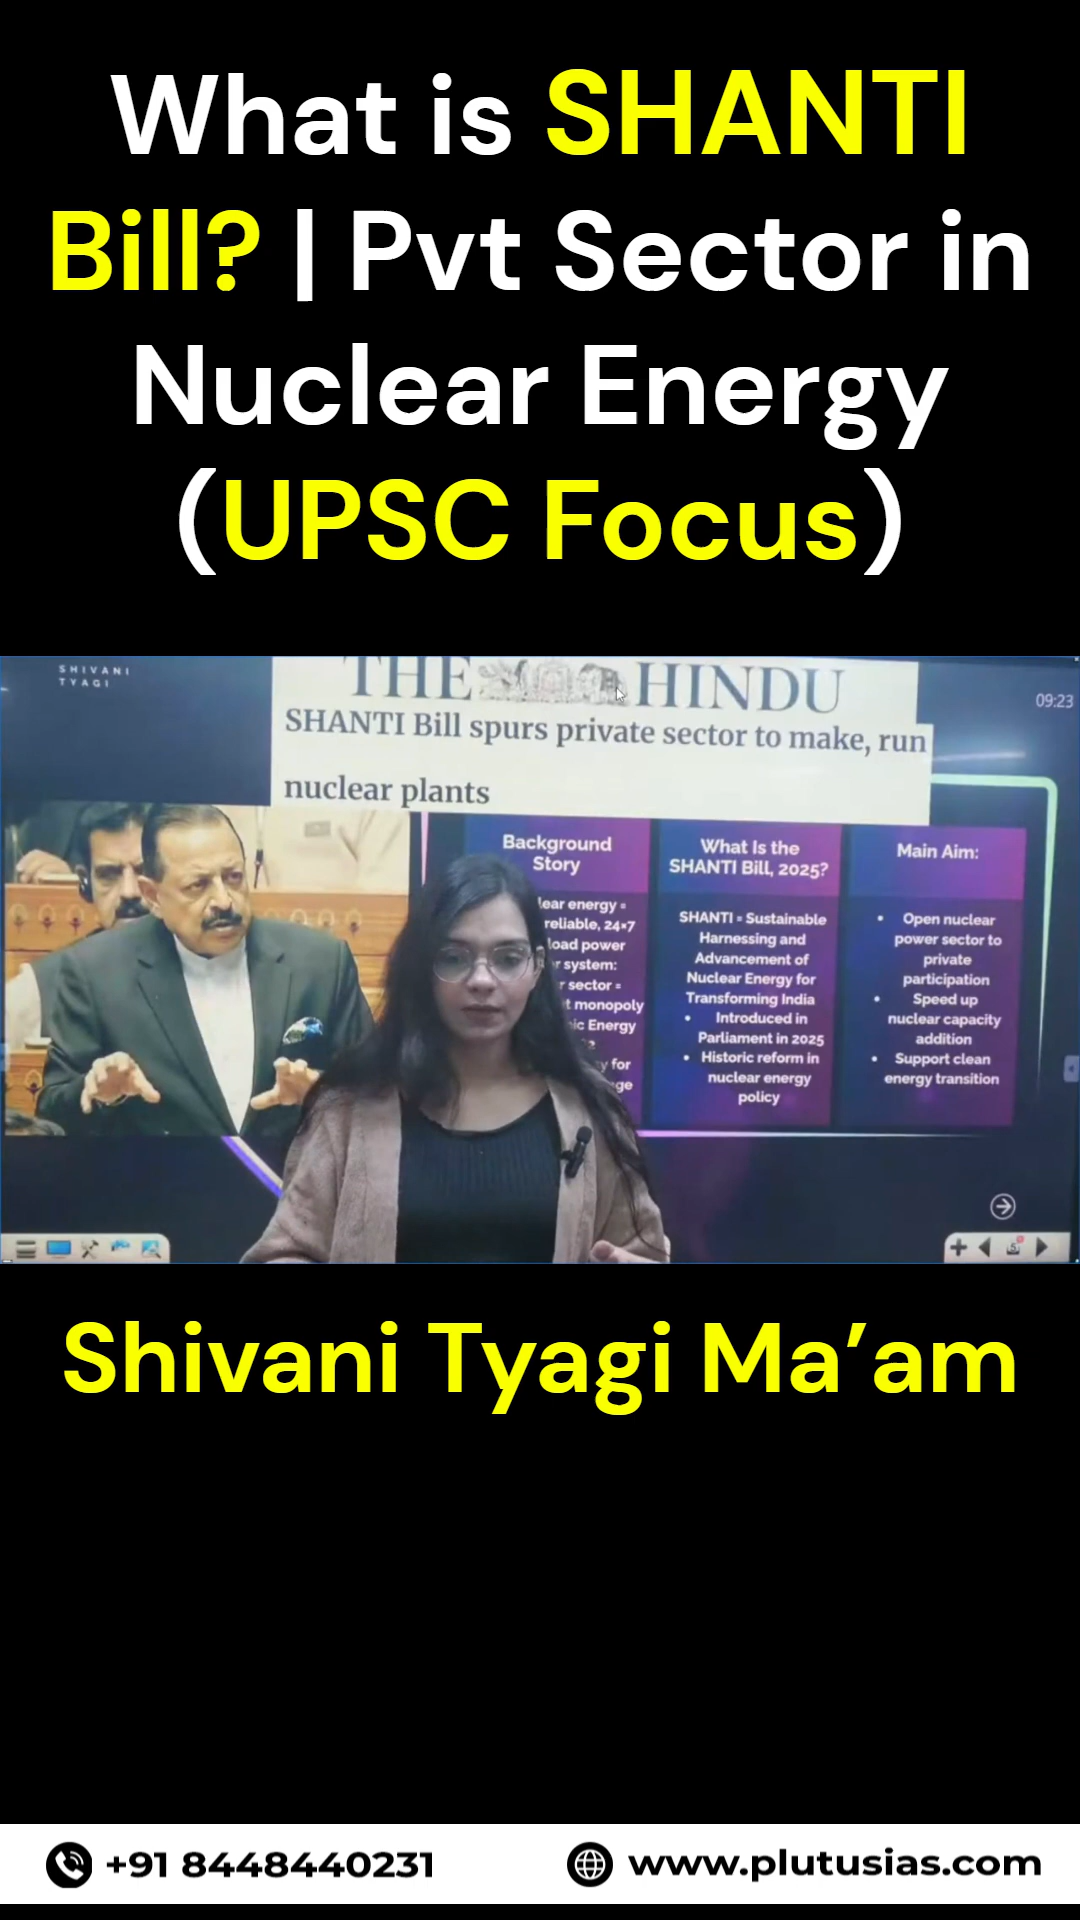 What is SHANTI
Bill? | Pvt Sector in
Nuclear Energy
(UPSC Focus)
SHIVANI
TYAGI
THE HINDU
09:23
SHANTI Bill spurs private sector to make, run
nuclear plants
Background
Story
energy =
reliable, 24×7
load power
system:
sector =
monopoly
Energy
for
What Is the
SHANTI Bill, 2025?
SHANTI = Sustainable
Harnessing and
Advancement of
Nuclear Energy for
Transforming India
• Introduced in
Parliament in 2025
• Historic reform in
nuclear energy
policy
Main Aim:
• Open nuclear
power sector to
private
participation
• Speed up
nuclear capacity
addition
• Support clean
energy transition
Shivani Tyagi Ma’am
+91 8448440231
www.plutusias.com